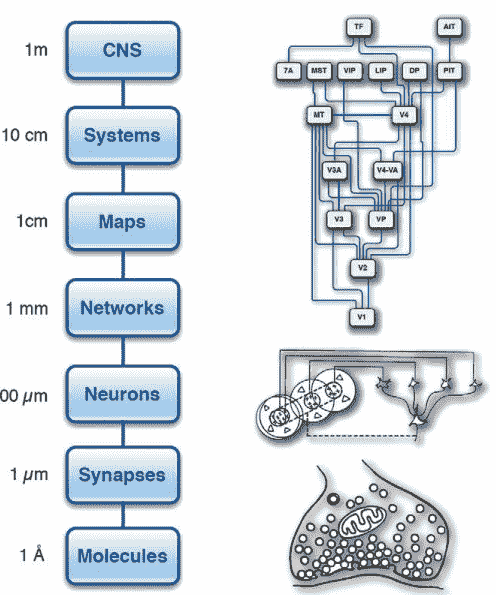 1m
CNS
10 cm
Systems
1cm
Maps
1 mm
Networks
00 μm
Neurons
1 μm
Synapses
1 Å
Molecules
TF
AIT
7A
MST
VIP
LIP
DP
PIT
MT
V4
V3A
V4-VA
V3
VP
V2
V1